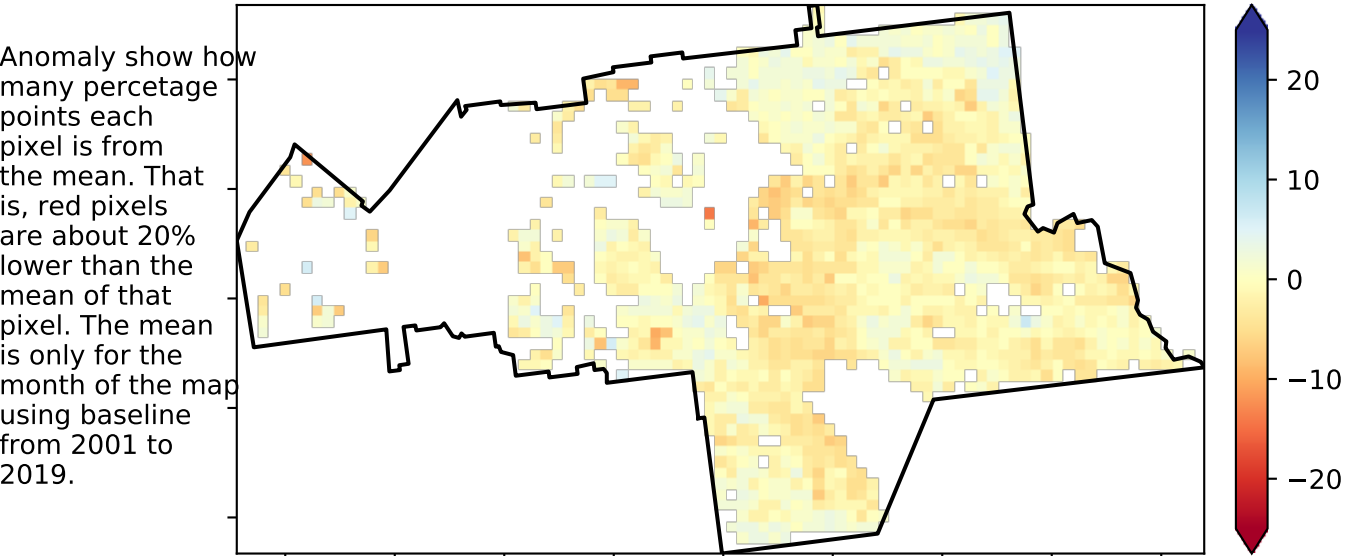 Anomaly show how
many percetage
points each
pixel is from
the mean. That
is, red pixels
are about 20%
lower than the
mean of that
pixel. The mean
is only for the
month of the map
using baseline
from 2001 to
2019.
20
10
0
−10
−20